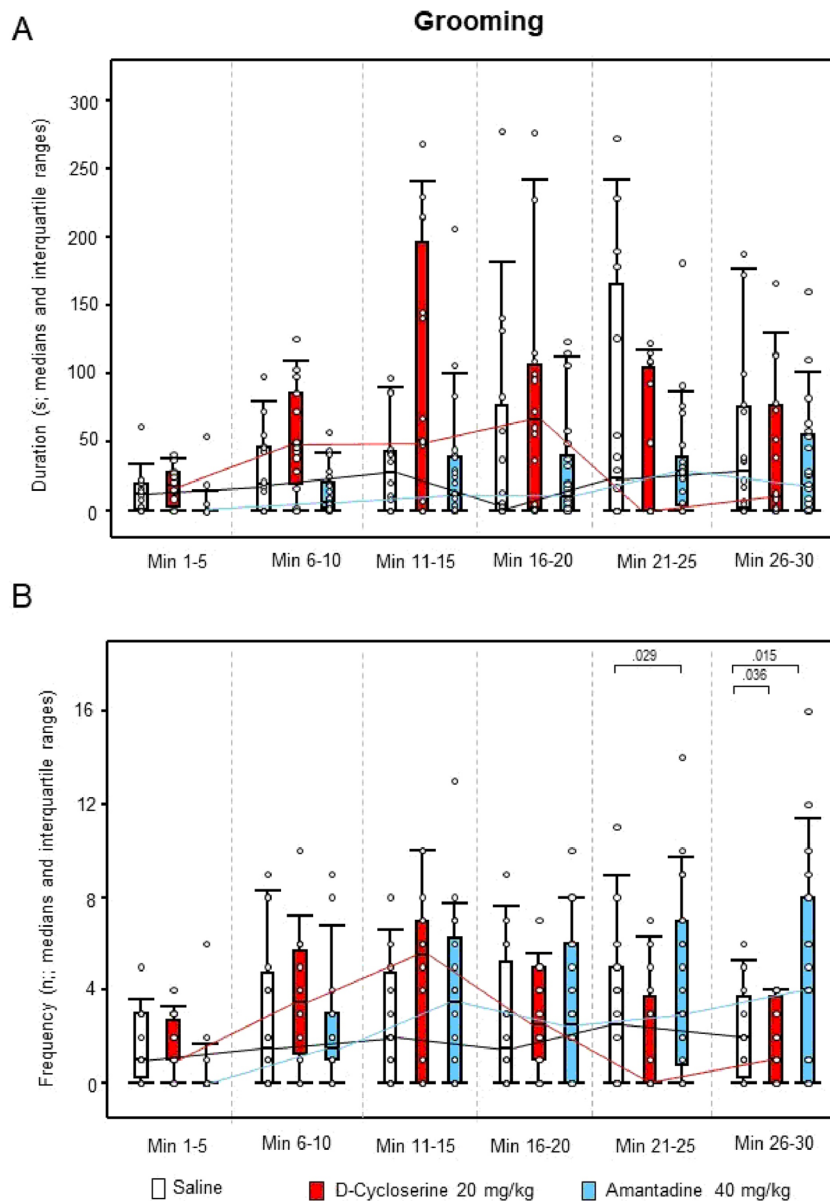 Grooming
A
Duration (s; medians and interquartile ranges)
300
250
200
150
100
50
0
Min 1-5 Min 6-10 Min 11-15 Min 16-20 Min 21-25 Min 26-30
B
Frequency (n;; medians and interquartile ranges)
.029 .015
.036
16
12
8
4
0
Min 1-5 Min 6-10 Min 11-15 Min 16-20 Min 21-25 Min 26-30
Saline D-Cycloserine 20 mg/kg Amantadine 40 mg/kg